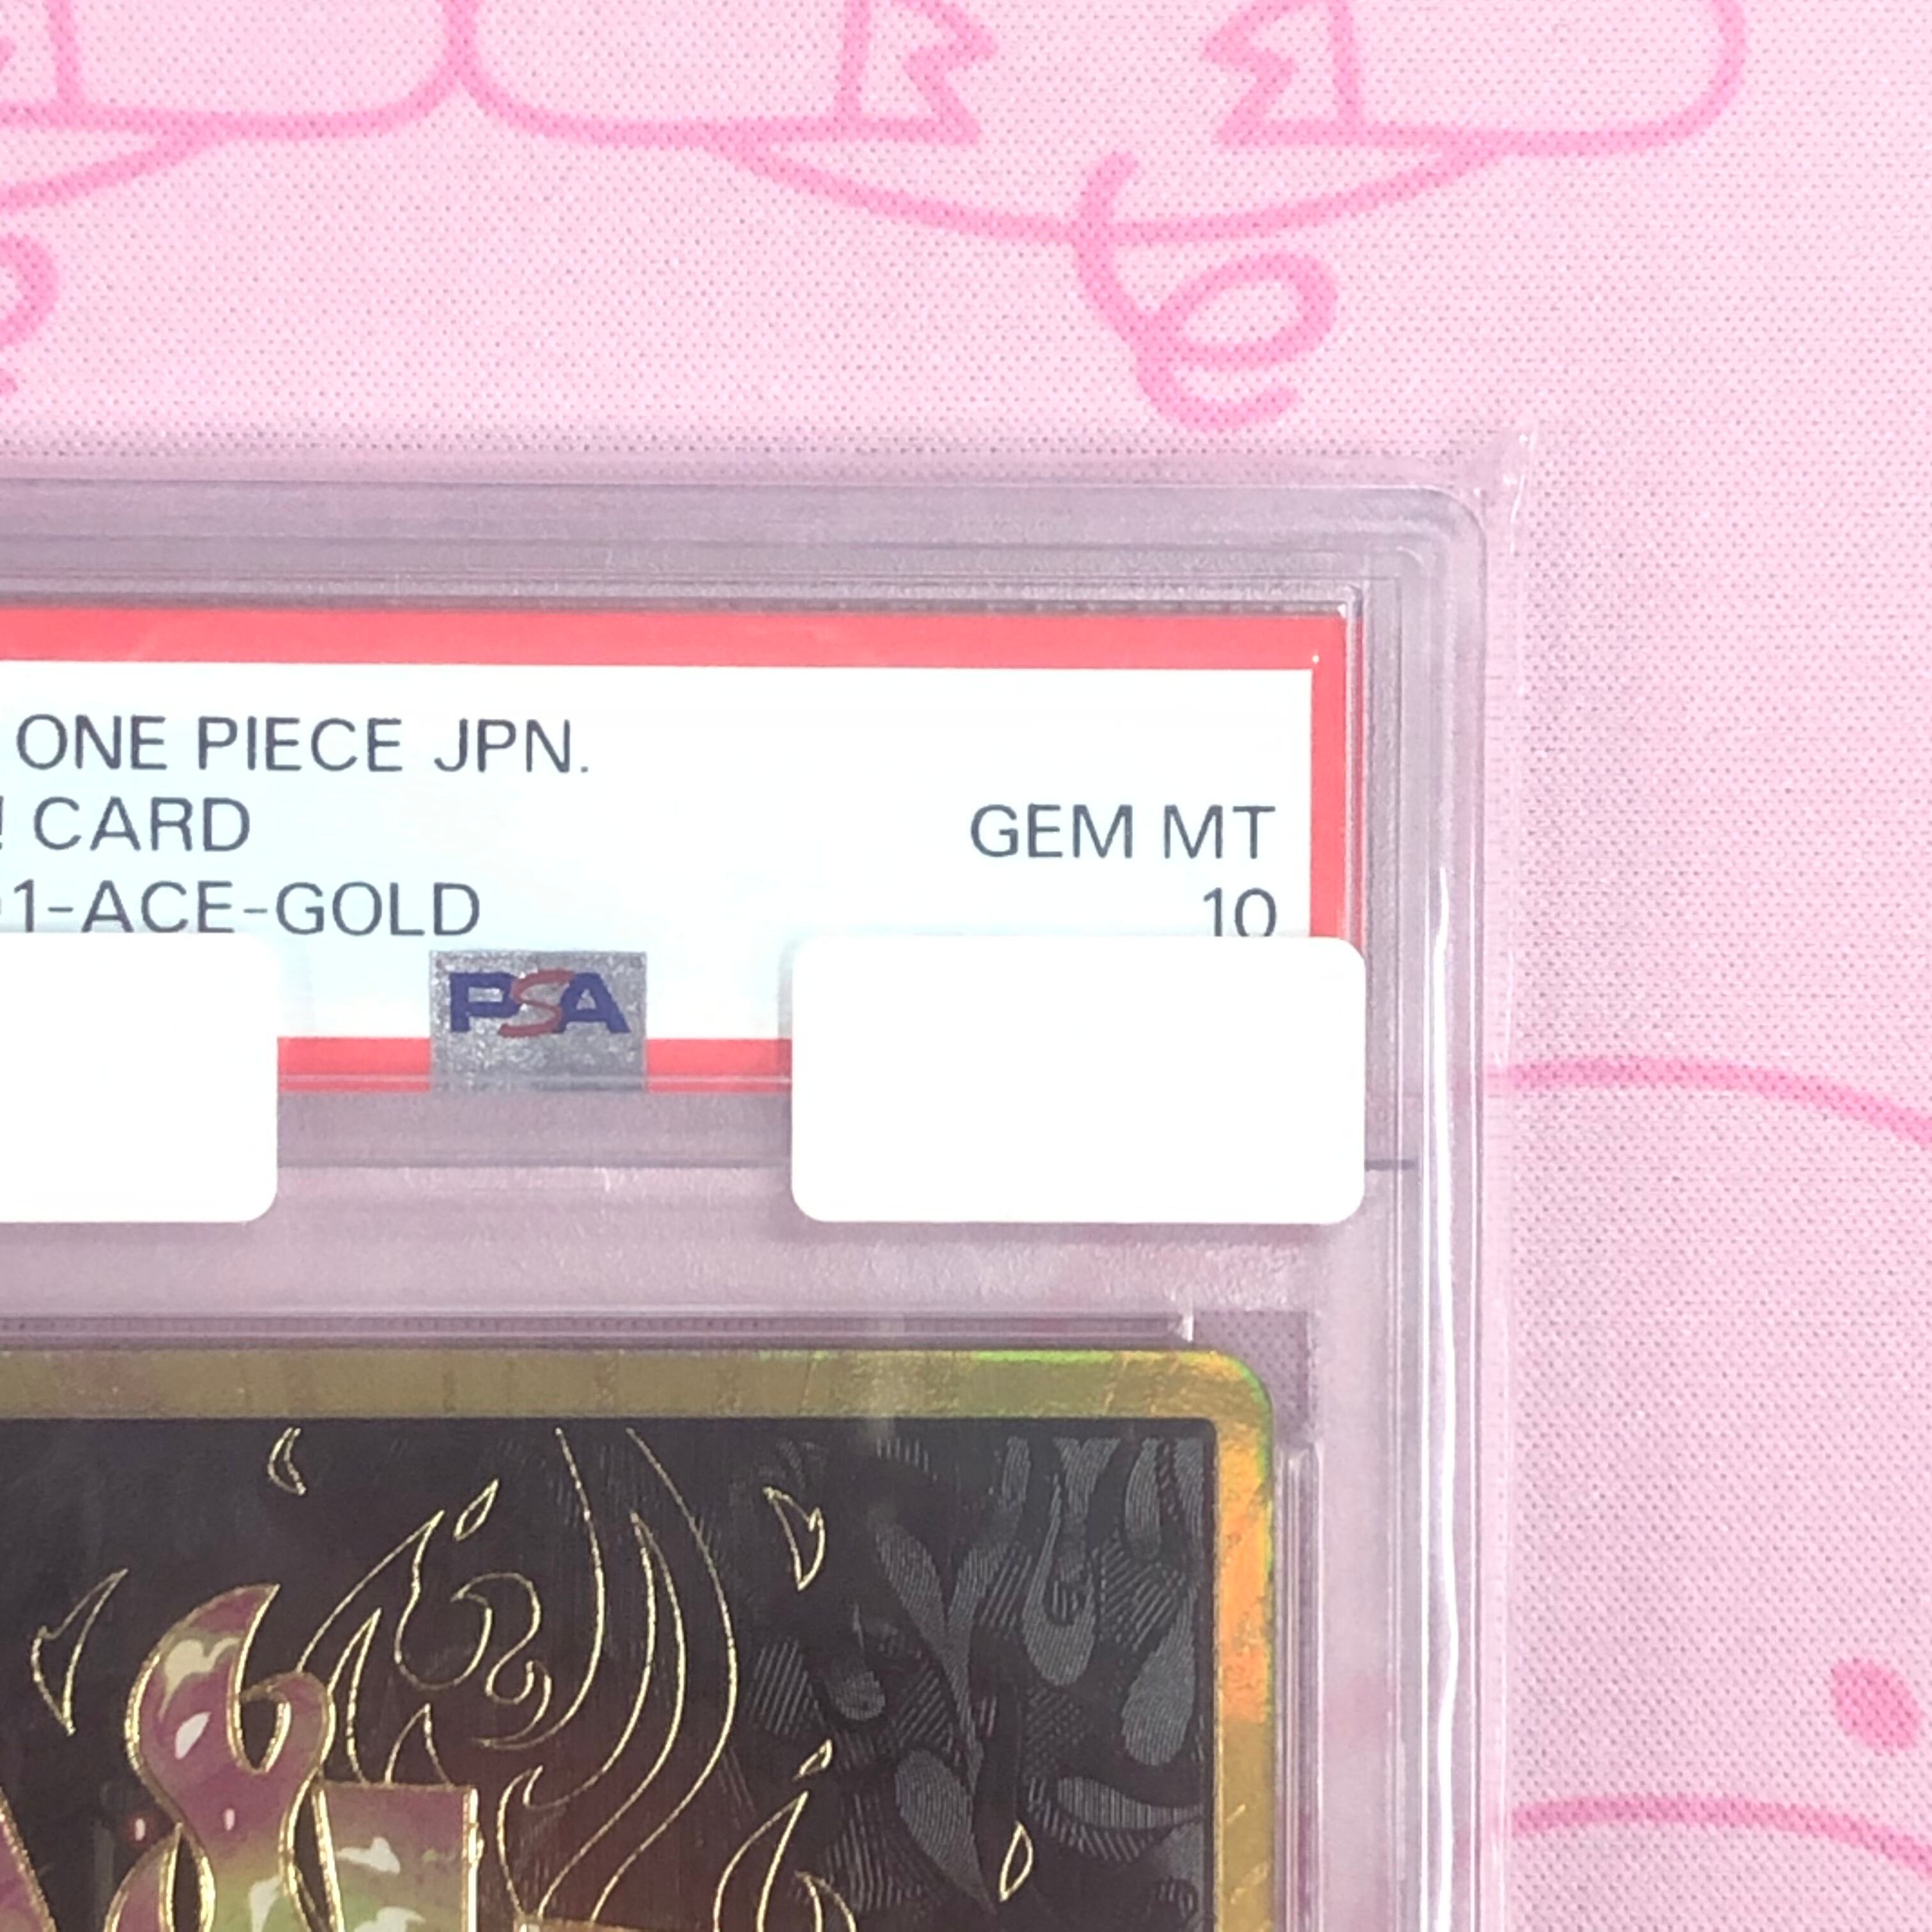 ONE PIECE JPN.
! CARD
GEM MT
1-ACE-GOLD
10
PSA